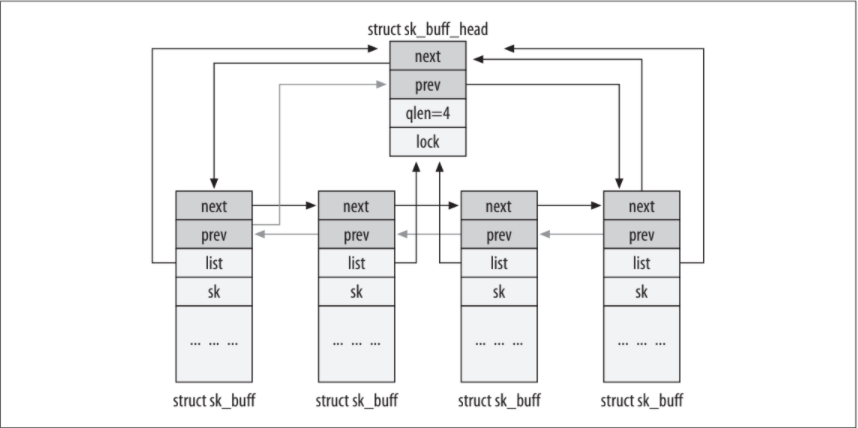 struct sk_buff_head
next
prev
qlen=4
lock
next next next next
prev prev prev prev
list list list list
sk sk sk sk
... ... ... ... ... ... ... ... ... ... ... ...
struct sk_buff struct sk_buff struct sk_buff struct sk_buff